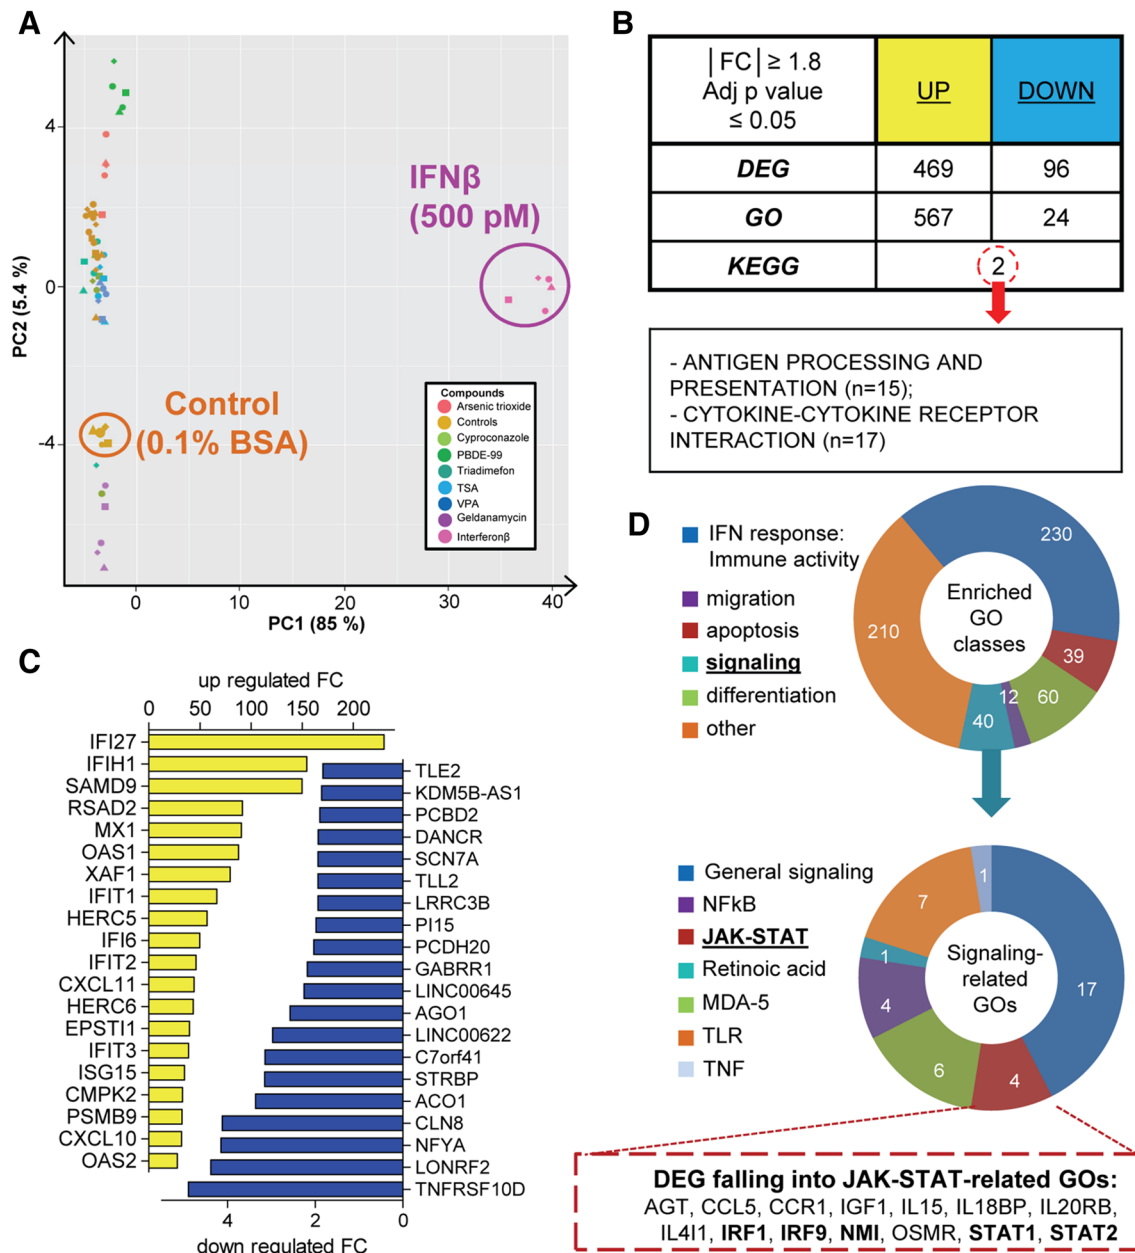 A
4
0
-4
PC2 (5.4 %)
0
10
20
30
40
PC1 (85 %)
IFNβ
(500 pM)
Control
(0.1% BSA)
Compounds
Arsenic trioxide
Controls
Cyproconazole
PBDE-99
Triadimefon
TSA
VPA
Geldanamycin
Interferonβ
B
|FC| ≥ 1.8
Adj p value
≤ 0.05
UP
DOWN
DEG
469
96
GO
567
24
KEGG
2
- ANTIGEN PROCESSING AND
PRESENTATION (n=15);
- CYTOKINE-CYTOKINE RECEPTOR
INTERACTION (n=17)
C
up regulated FC
0
50
100
150
200
IFI27
IFIH1
SAMD9
RSAD2
MX1
OAS1
XAF1
IFIT1
HERC5
IFI6
IFIT2
CXCL11
HERC6
EPSTI1
IFIT3
ISG15
CMPK2
PSMB9
CXCL10
OAS2
TLE2
KDM5B-AS1
PCBD2
DANCR
SCN7A
TLL2
LRRC3B
PI15
PCDH20
GABRR1
LINC00645
AGO1
LINC00622
C7orf41
STRBP
ACO1
CLN8
NFYA
LONRF2
TNFRSF10D
4
2
0
down regulated FC
D
IFN response:
Immune activity
migration
apoptosis
signaling
differentiation
other
Enriched
GO
classes
230
39
60
12
40
210
General signaling
NFkB
JAK-STAT
Retinoic acid
MDA-5
TLR
TNF
Signaling-
related
GOs
17
4
6
4
1
7
1
DEG falling into JAK-STAT-related GOs:
AGT, CCL5, CCR1, IGF1, IL15, IL18BP, IL20RB,
IL4I1, IRF1, IRF9, NMI, OSMR, STAT1, STAT2